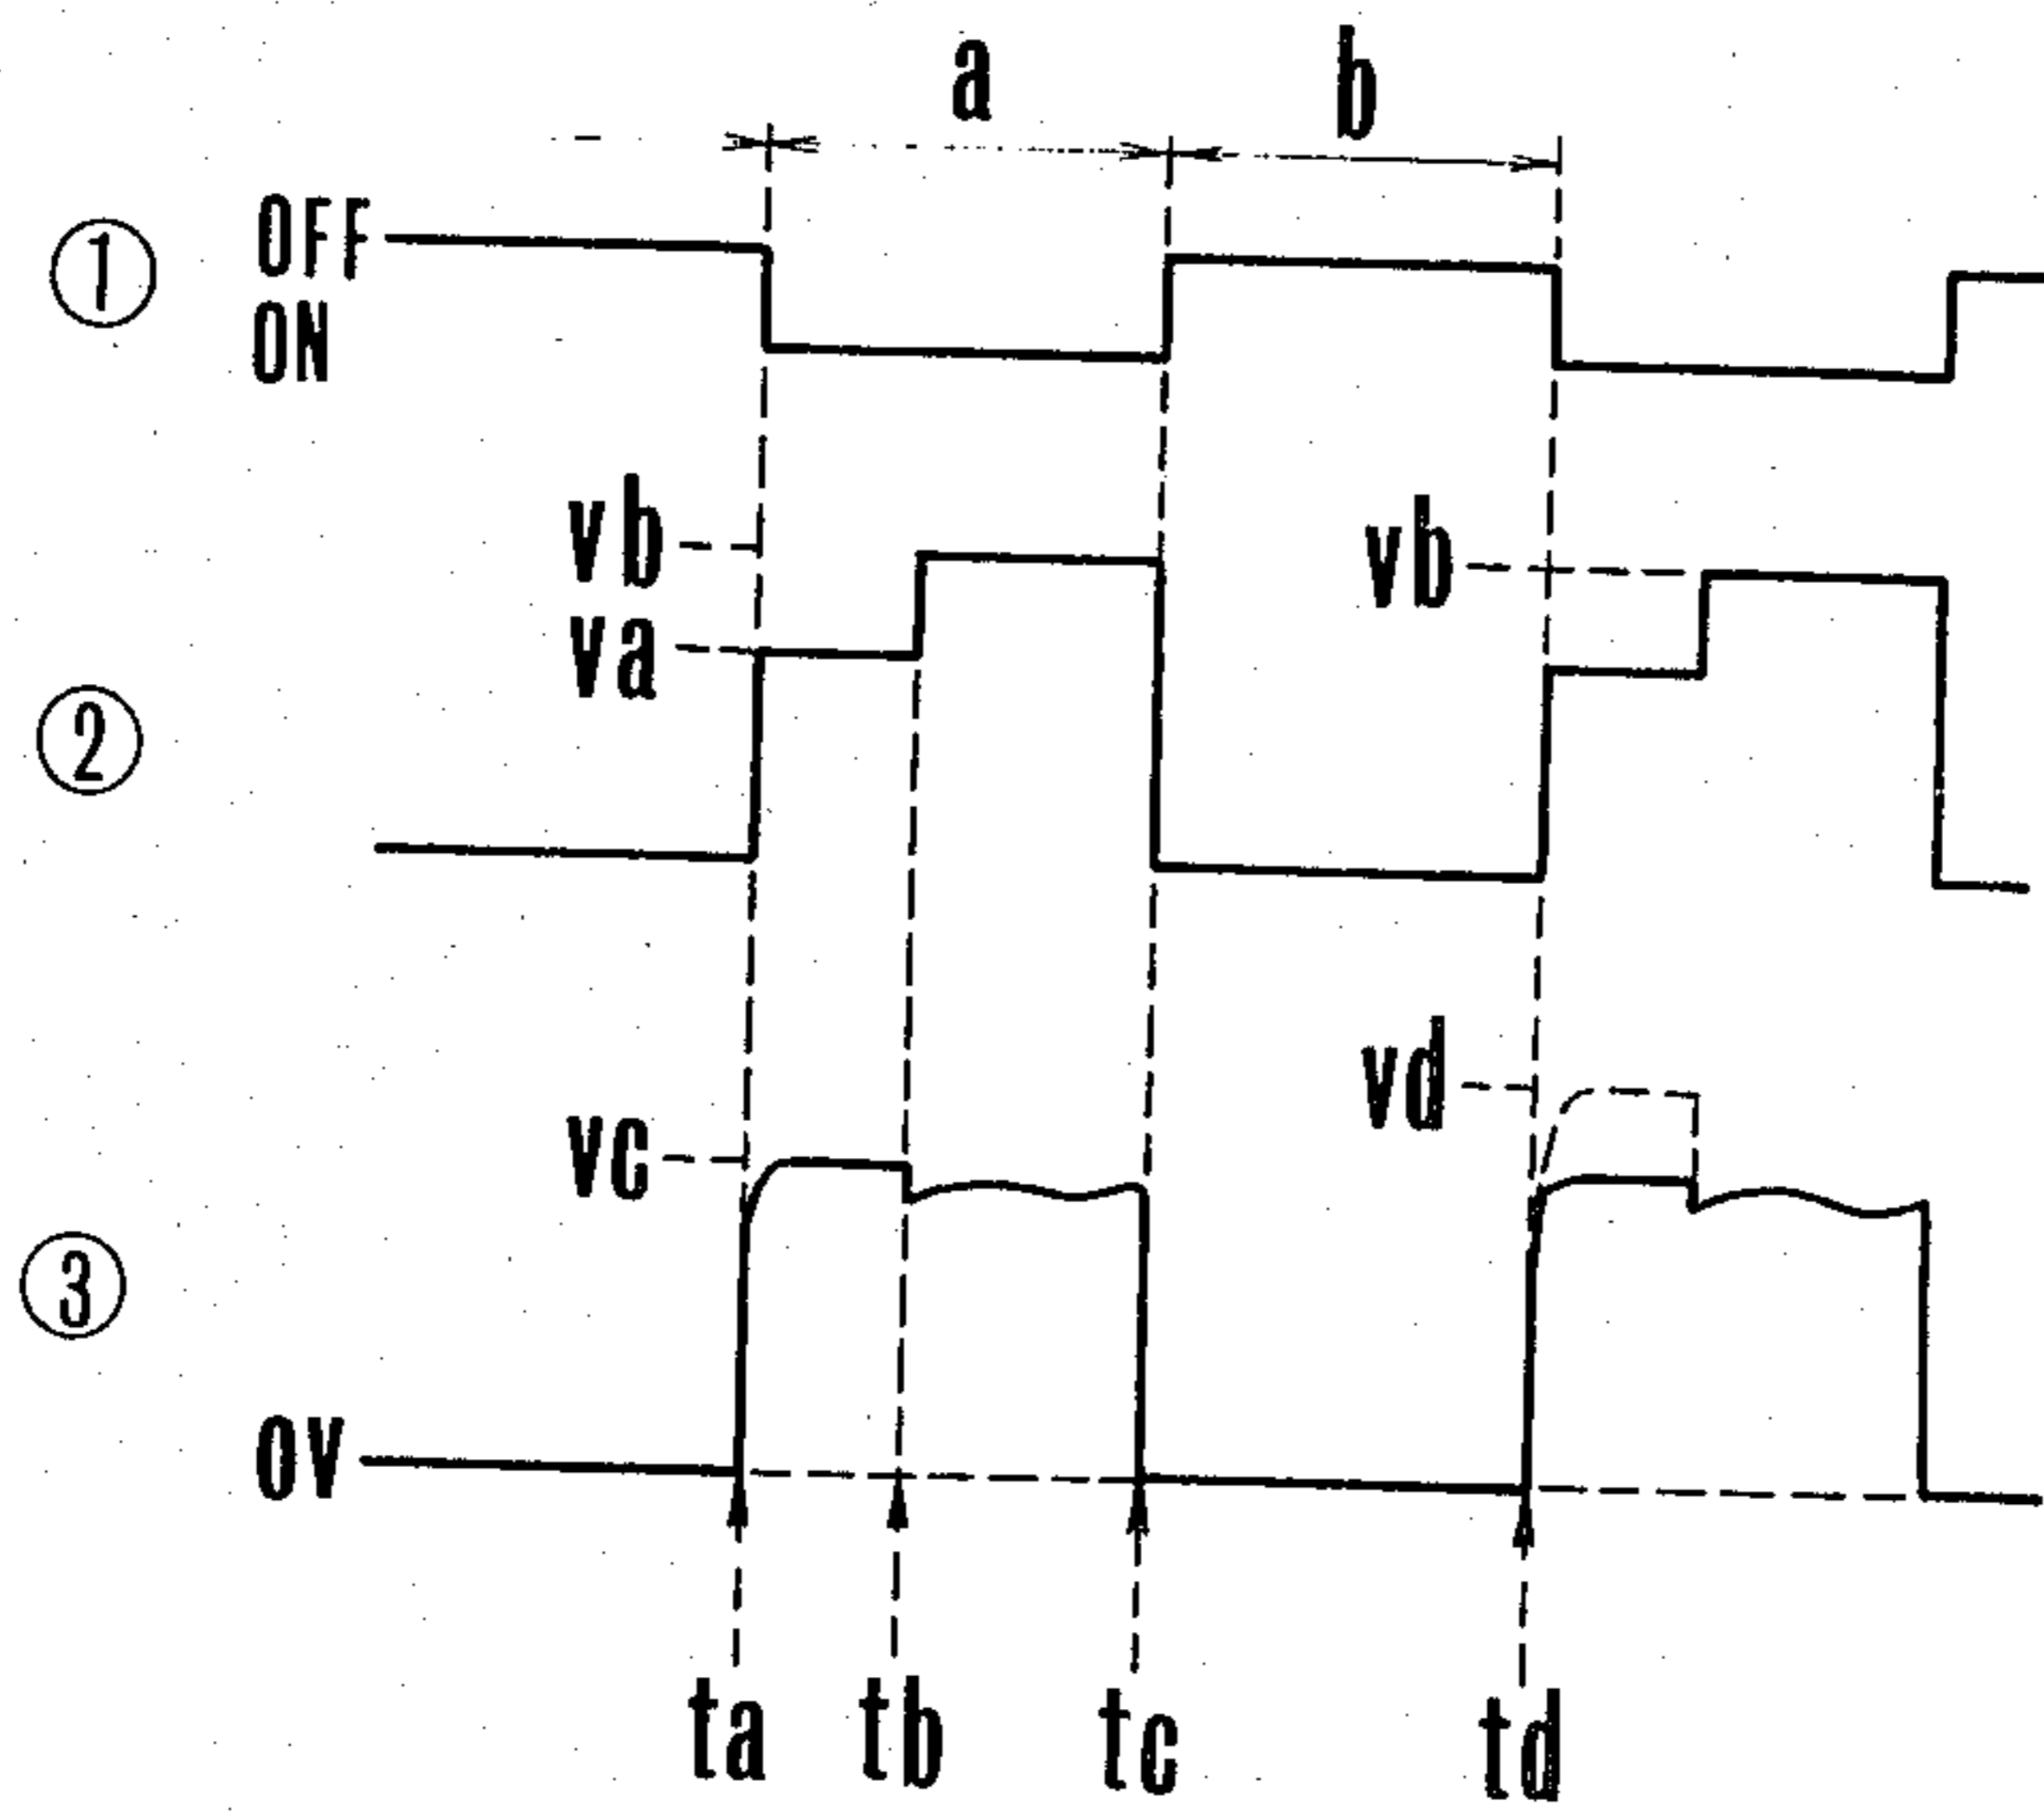 a b
① OFF
ON
vb vb
va
②
vd
vc
③
0V
ta tb tc td